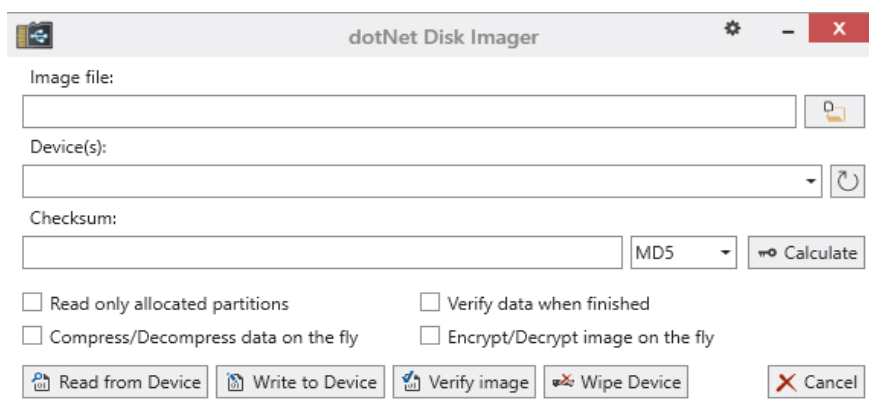 dotNet Disk Imager
Image file:
Device(s):
Checksum:
MD5 Calculate
Read only allocated partitions Verify data when finished
Compress/Decompress data on the fly Encrypt/Decrypt image on the fly
Read from Device Write to Device Verify image Wipe Device Cancel